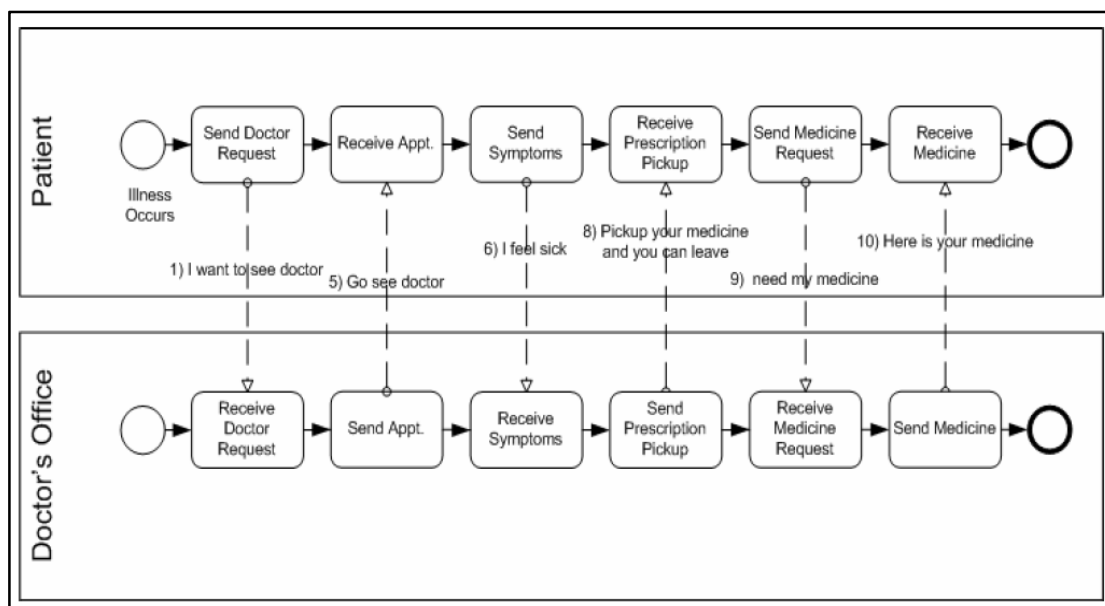 Patient
Send Doctor
Request
Receive Appt.
Send
Symptoms
Receive
Prescription
Pickup
Send Medicine
Request
Receive
Medicine
Illness
Occurs
1) I want to see doctor
5) Go see doctor
6) I feel sick
8) Pickup your medicine
and you can leave
9) need my medicine
10) Here is your medicine
Doctor's Office
Receive
Doctor
Request
Send Appt.
Receive
Symptoms
Send
Prescription
Pickup
Receive
Medicine
Request
Send Medicine